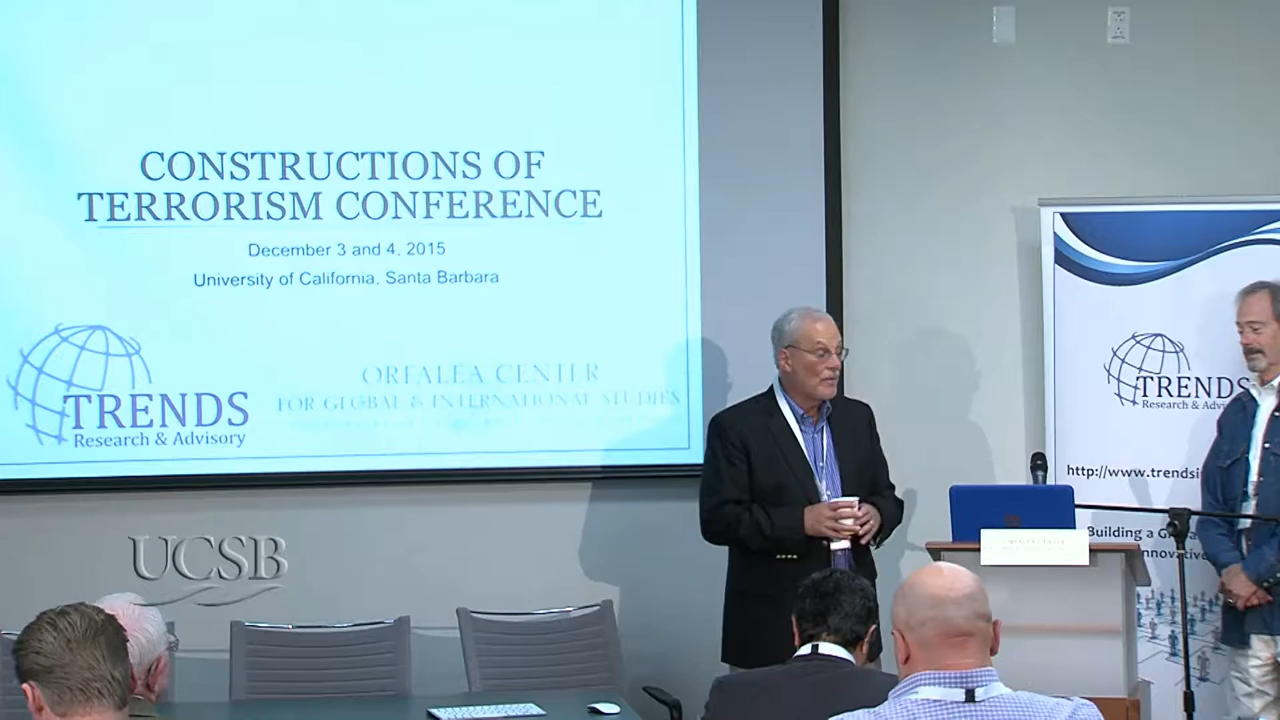 CONSTRUCTIONS OF
TERRORISM CONFERENCE
December 3 and 4, 2015
University of California, Santa Barbara
TRENDS
Research & Advisory
ORFALEA CENTER
FOR GLOBAL & INTERNATIONAL STUDIES
UCSB
TRENDS
Research &
http://www.trendsi
Building a